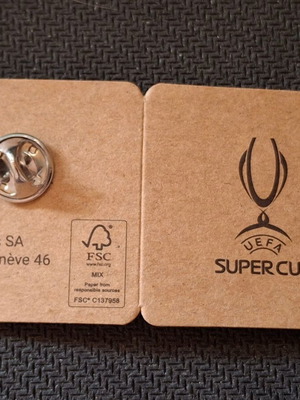 SA
nève 46
FSC
www.fsc.org
MIX
Paper from
responsible sources
FSC® C137958
UEFA
SUPER CU